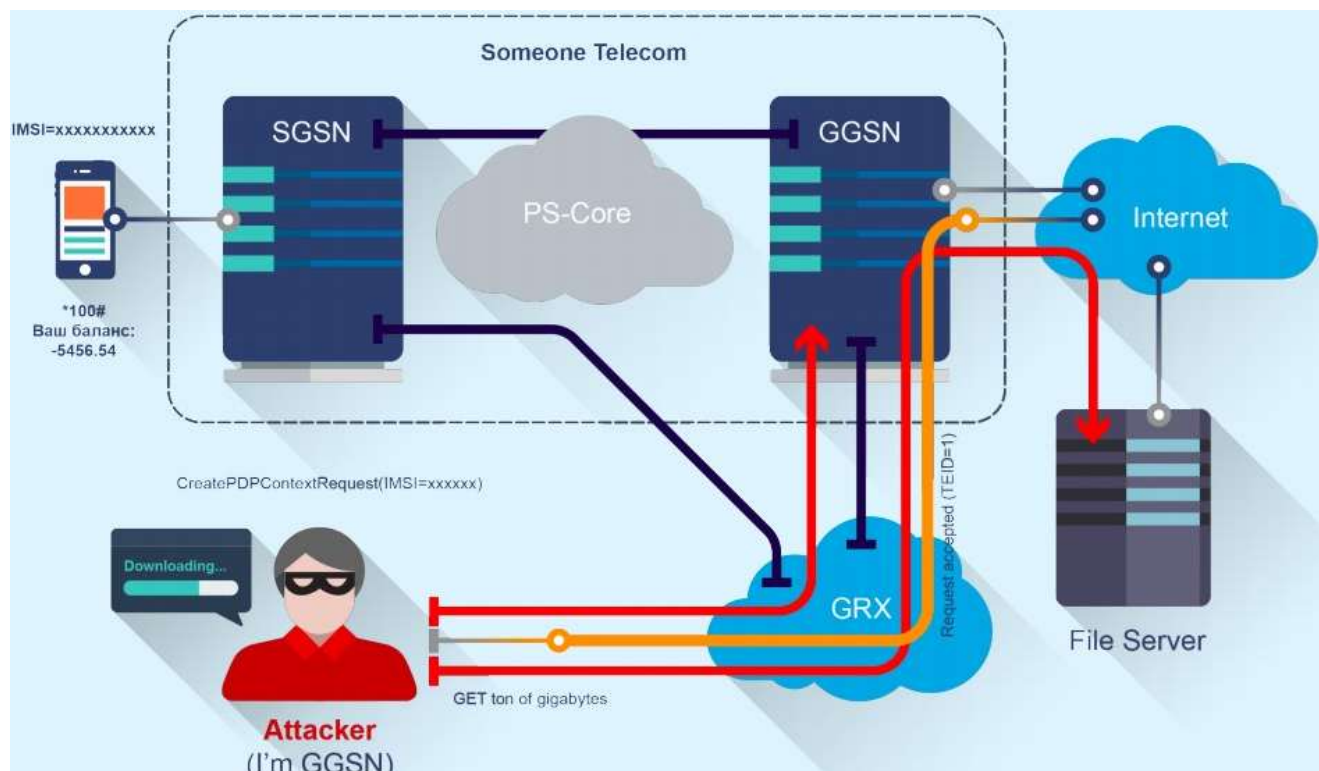 Someone Telecom
IMSI=xxxxxxxxxxx
SGSN
GGSN
PS-Core
Internet
*100#
Ваш баланс:
-5456.54
CreatePDPContextRequest(IMSI=xxxxxx)
Request accepted (TEID=1)
Downloading...
GRX
File Server
GET ton of gigabytes
Attacker
(I'm GGSN)